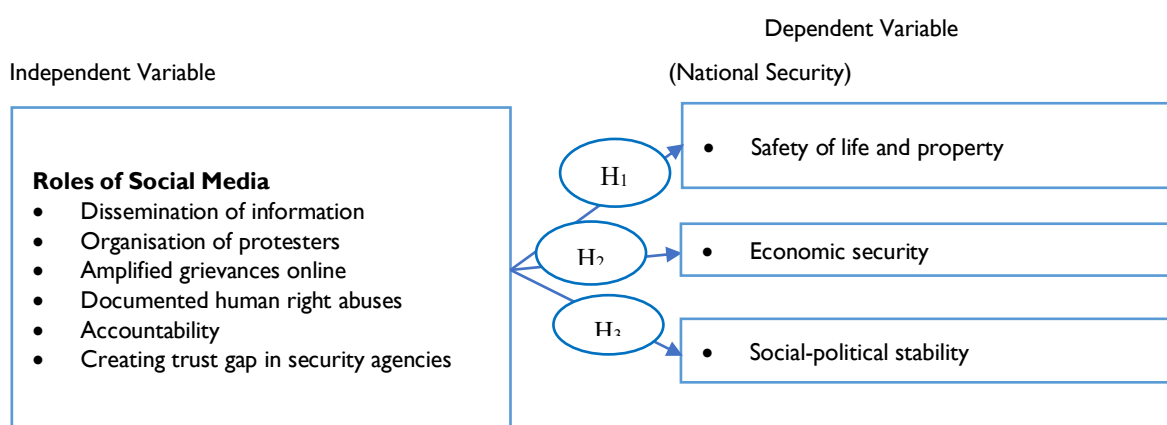 Dependent Variable
Independent Variable
(National Security)
Roles of Social Media
• Dissemination of information
• Organisation of protesters
• Amplified grievances online
• Documented human right abuses
• Accountability
• Creating trust gap in security agencies
H1
H2
H3
• Safety of life and property
• Economic security
• Social-political stability